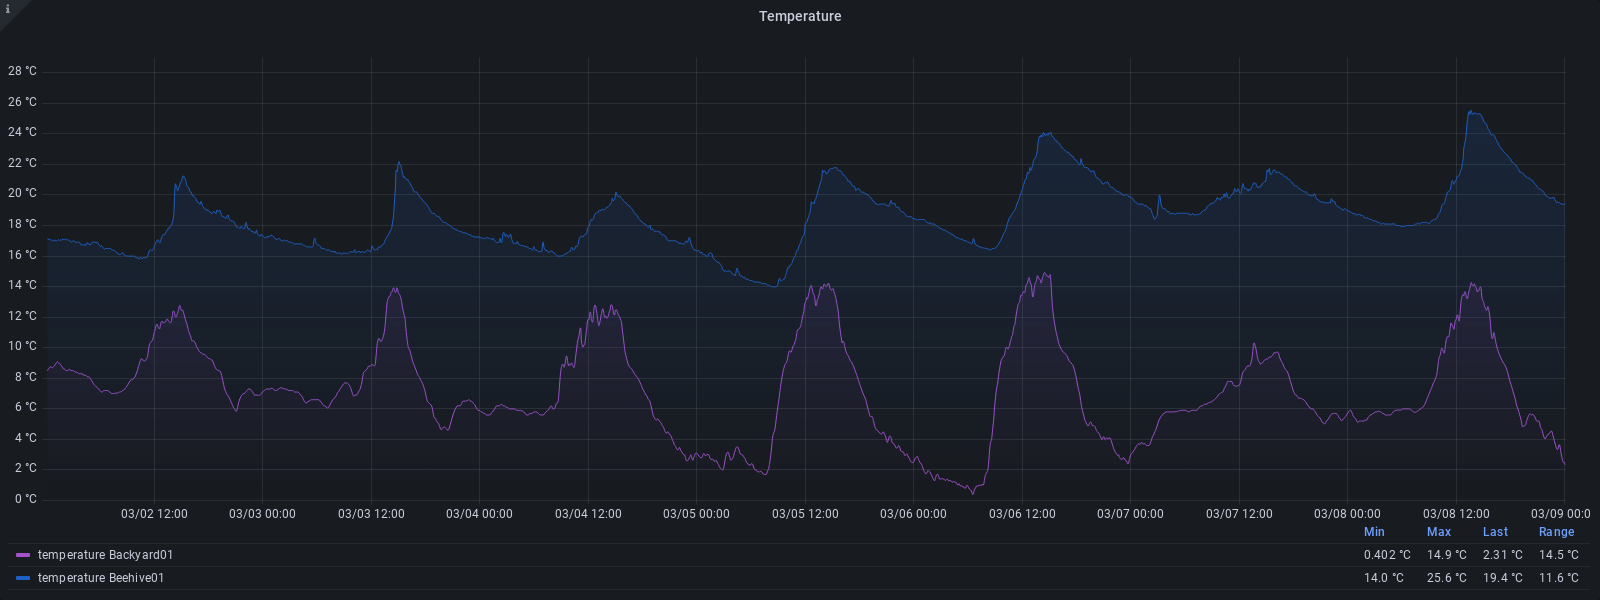 i
Temperature
28 °C
26 °C
24 °C
22 °C
20 °C
18 °C
16 °C
14 °C
12 °C
10 °C
8 °C
6 °C
4 °C
2 °C
0 °C
03/02 12:00 03/03 00:00 03/03 12:00 03/04 00:00 03/04 12:00 03/05 00:00 03/05 12:00 03/06 00:00 03/06 12:00 03/07 00:00 03/07 12:00 03/08 00:00 03/08 12:00 03/09 00:0
Min Max Last Range
temperature Backyard01 0.402 °C 14.9 °C 2.31 °C 14.5 °C
temperature Beehive01 14.0 °C 25.6 °C 19.4 °C 11.6 °C